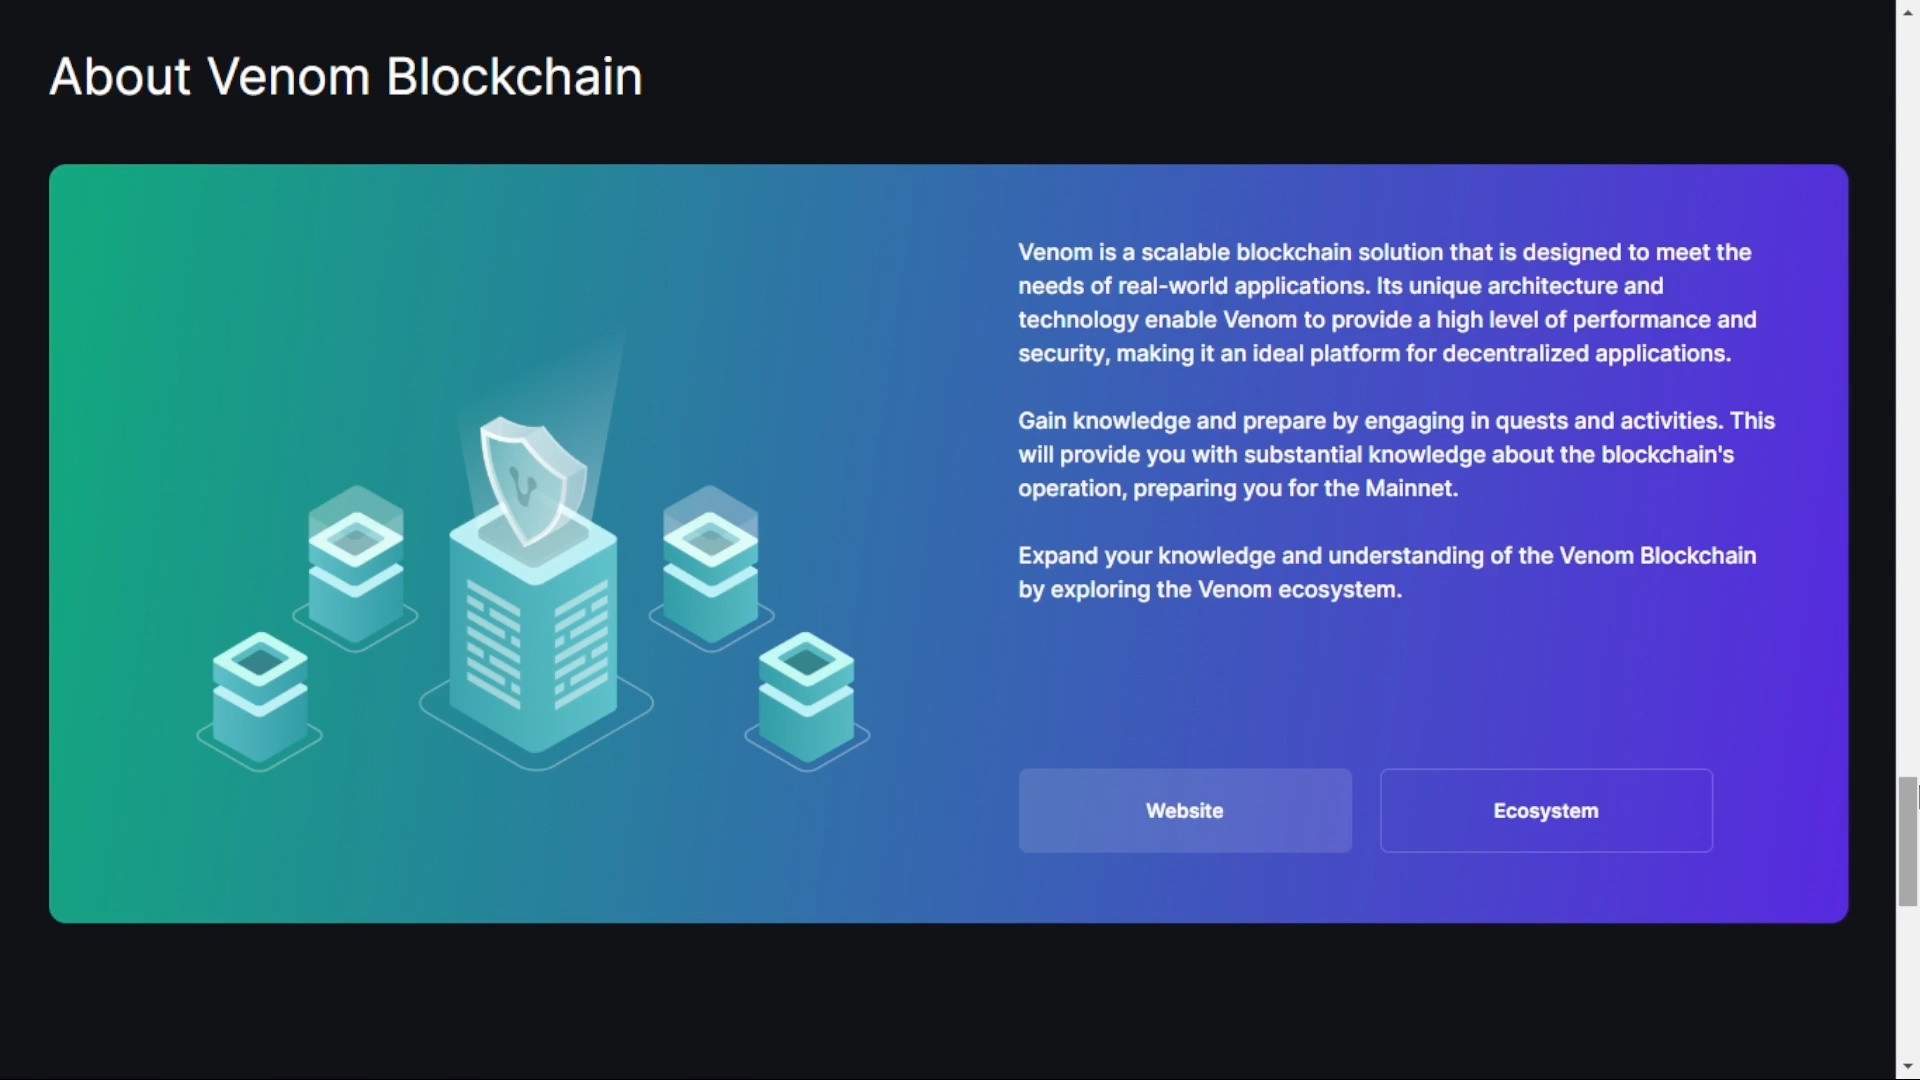 About Venom Blockchain
Venom is a scalable blockchain solution that is designed to meet the
needs of real-world applications. Its unique architecture and
technology enable Venom to provide a high level of performance and
security, making it an ideal platform for decentralized applications.
Gain knowledge and prepare by engaging in quests and activities. This
will provide you with substantial knowledge about the blockchain's
operation, preparing you for the Mainnet.
Expand your knowledge and understanding of the Venom Blockchain
by exploring the Venom ecosystem.
Website
Ecosystem